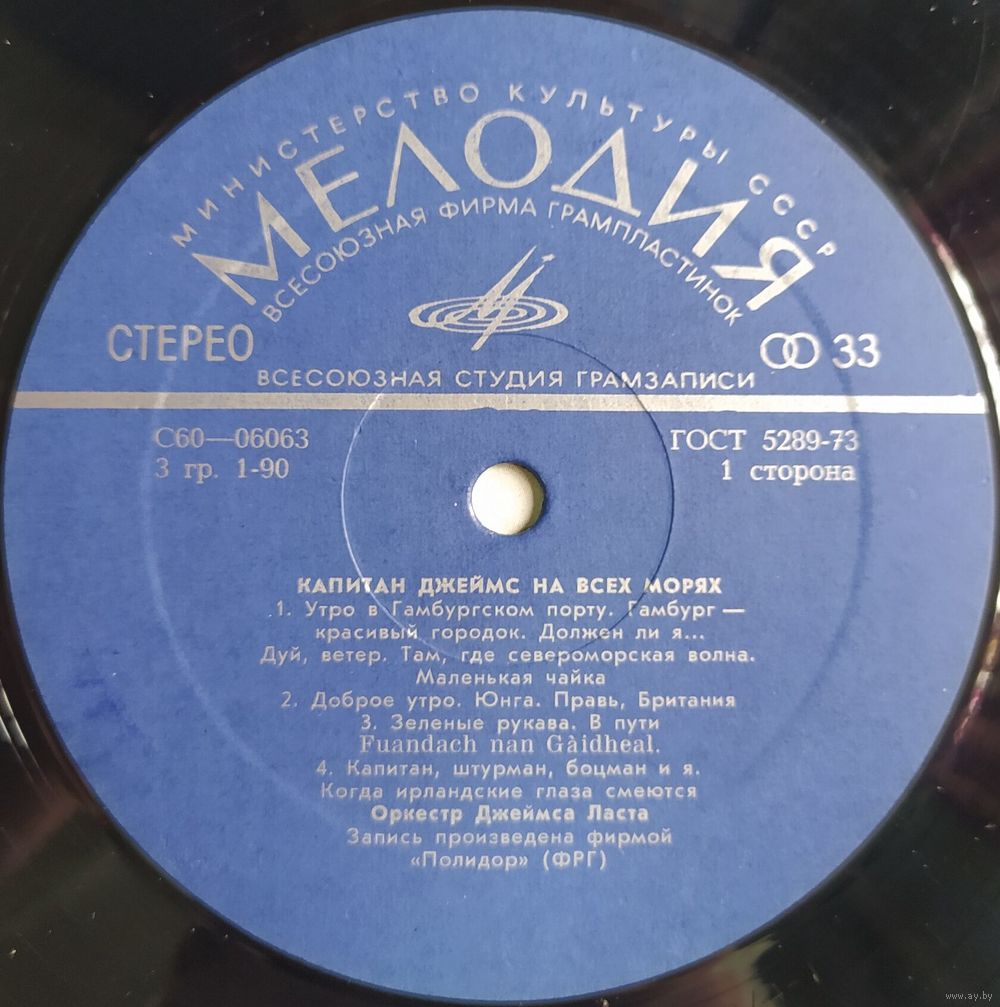 МИНИСТЕРСТВО КУЛЬТУРЫ СССР
МЕЛОДИЯ
ВСЕСОЮЗНАЯ ФИРМА ГРАМПЛАСТИНОК
СТЕРЕО
33
ВСЕСОЮЗНАЯ СТУДИЯ ГРАМЗАПИСИ
С60—06063
ГОСТ 5289-73
3 гр. 1-90
1 сторона
КАПИТАН ДЖЕЙМС НА ВСЕХ МОРЯХ
1. Утро в Гамбургском порту. Гамбург —
красивый городок. Должен ли я...
Дуй, ветер. Там, где североморская волна.
Маленькая чайка
2. Доброе утро. Юнга. Правь, Британия
3. Зеленые рукава. В пути
Fuandach nan Gàidheal.
4. Капитан, штурман, боцман и я.
Когда ирландские глаза смеются
Оркестр Джеймса Ласта
Запись произведена фирмой
«Полидор» (ФРГ)
www.ay.by